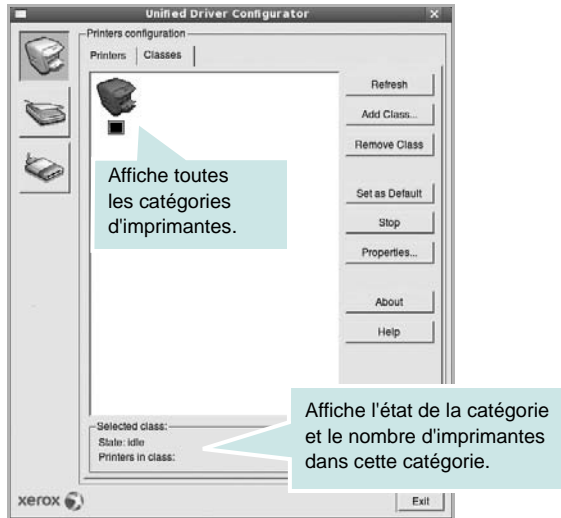 Unified Driver Configurator
Printers configuration
Printers
Classes
Refresh
Add Class...
Remove Class
Affiche toutes
les catégories
d'imprimantes.
Set as Default
Stop
Properties...
About
Help
Affiche l'état de la catégorie
et le nombre d'imprimantes
dans cette catégorie.
Selected class:
State: idle
Printers in class:
xerox
Exit